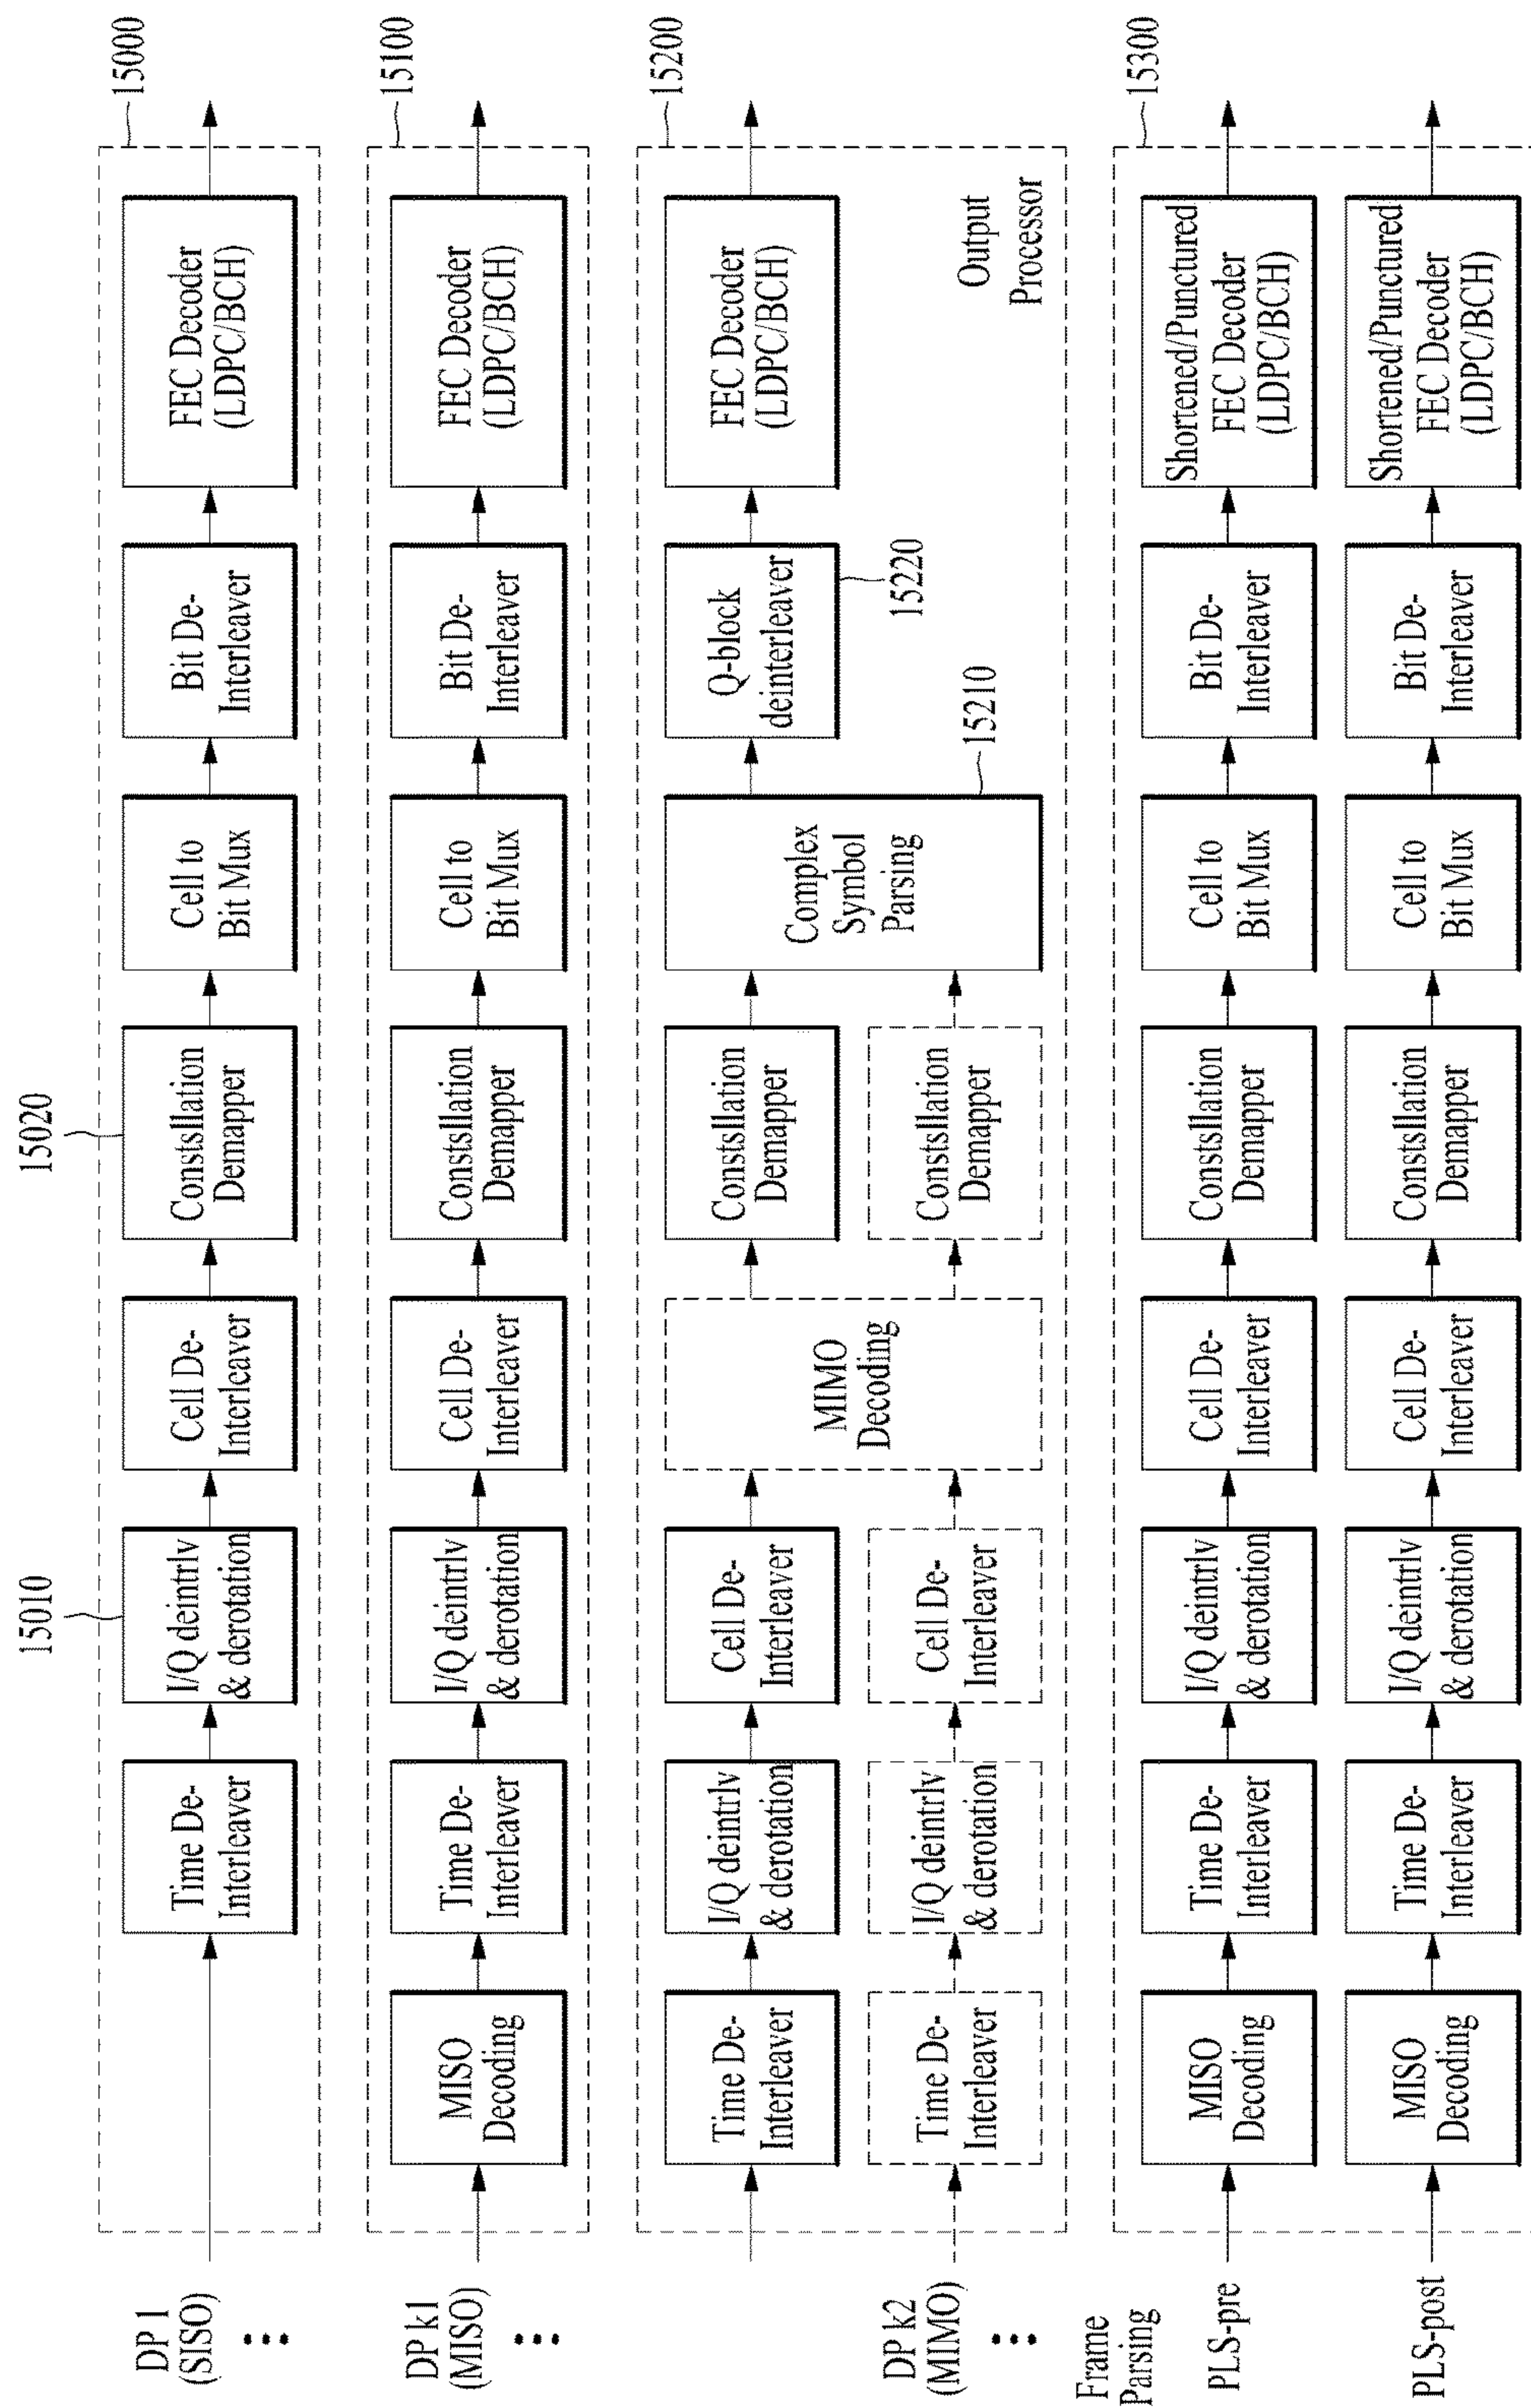 15010
15020
15000
DP 1
(SISO)
Time De-
Interleaver
I/Q deintrlv
& derotation
Cell De-
Interleaver
Constsllation
Demapper
Cell to
Bit Mux
Bit De-
Interleaver
FEC Decoder
(LDPC/BCH)
15100
DP k1
(MISO)
MISO
Decoding
Time De-
Interleaver
I/Q deintrlv
& derotation
Cell De-
Interleaver
Constsllation
Demapper
Cell to
Bit Mux
Bit De-
Interleaver
FEC Decoder
(LDPC/BCH)
15200
Time De-
Interleaver
I/Q deintrlv
& derotation
Cell De-
Interleaver
MIMO
Decoding
Constsllation
Demapper
Complex
Symbol
Parsing
Q-block
deinterleaver
FEC Decoder
(LDPC/BCH)
15220
15210
DP k2
(MIMO)
Time De-
Interleaver
I/Q deintrlv
& derotation
Cell De-
Interleaver
Constsllation
Demapper
Output
Processor
Frame
Parsing
15300
PLS-pre
MISO
Decoding
Time De-
Interleaver
I/Q deintrlv
& derotation
Cell De-
Interleaver
Constsllation
Demapper
Cell to
Bit Mux
Bit De-
Interleaver
Shortened/Punctured
FEC Decoder
(LDPC/BCH)
PLS-post
MISO
Decoding
Time De-
Interleaver
I/Q deintrlv
& derotation
Cell De-
Interleaver
Constsllation
Demapper
Cell to
Bit Mux
Bit De-
Interleaver
Shortened/Punctured
FEC Decoder
(LDPC/BCH)